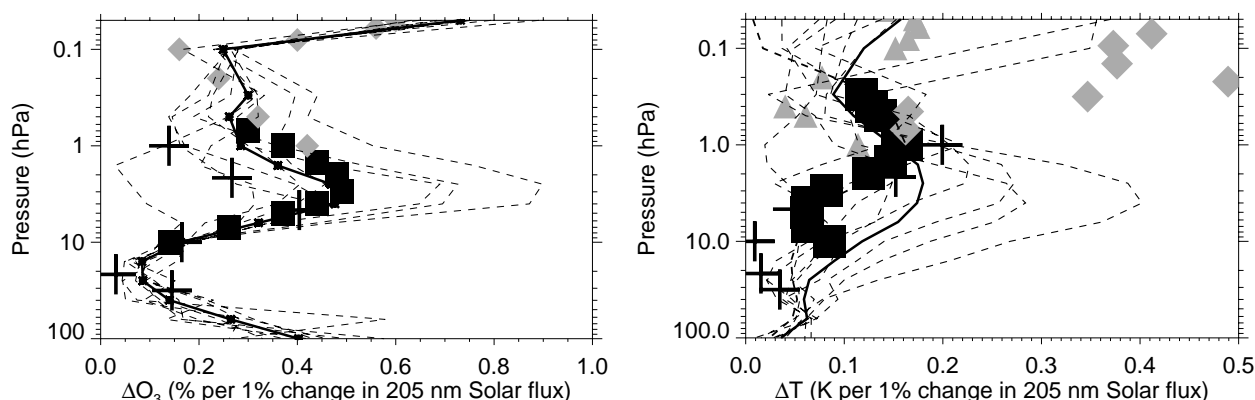 0.1
1.0
10
100
Pressure (hPa)
0.0 0.2 0.4 0.6 0.8 1.0
ΔO₃ (% per 1% change in 205 nm Solar flux)
0.1
1.0
10.0
100.0
Pressure (hPa)
0.0 0.1 0.2 0.3 0.4 0.5
ΔT (K per 1% change in 205 nm Solar flux)